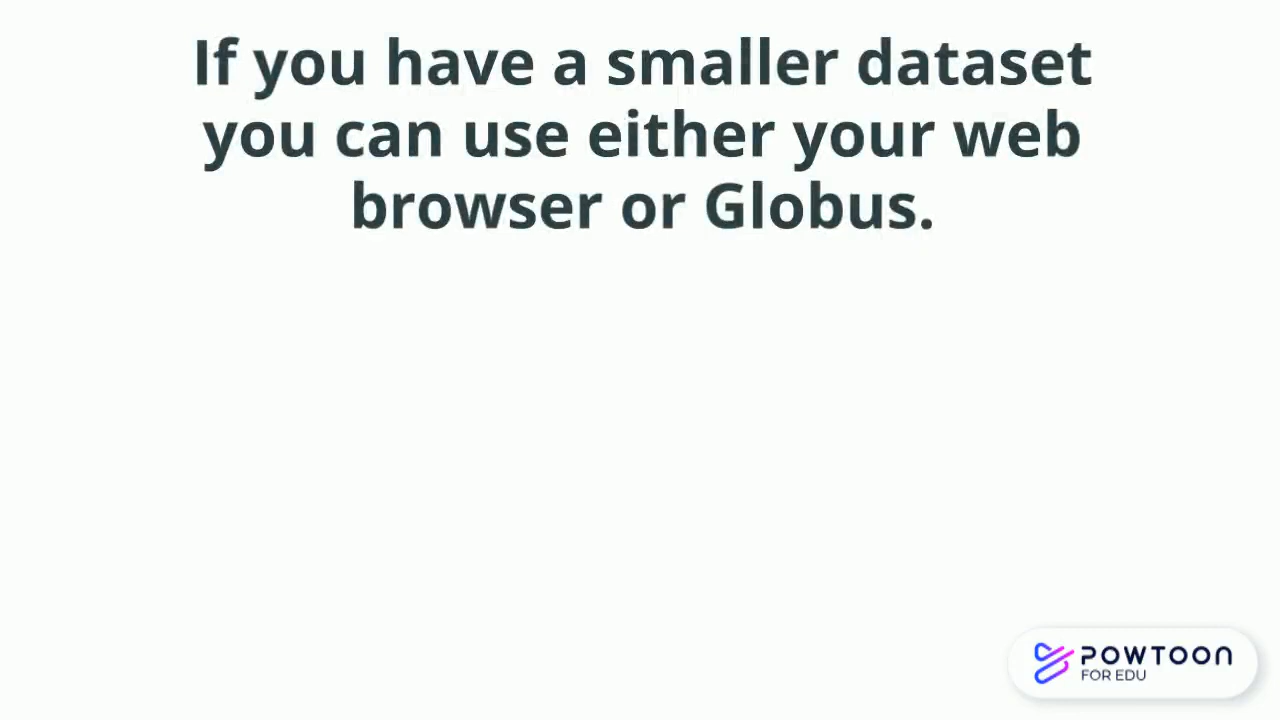 If you have a smaller dataset
you can use either your web
browser or Globus.
POWTOON
FOR EDU